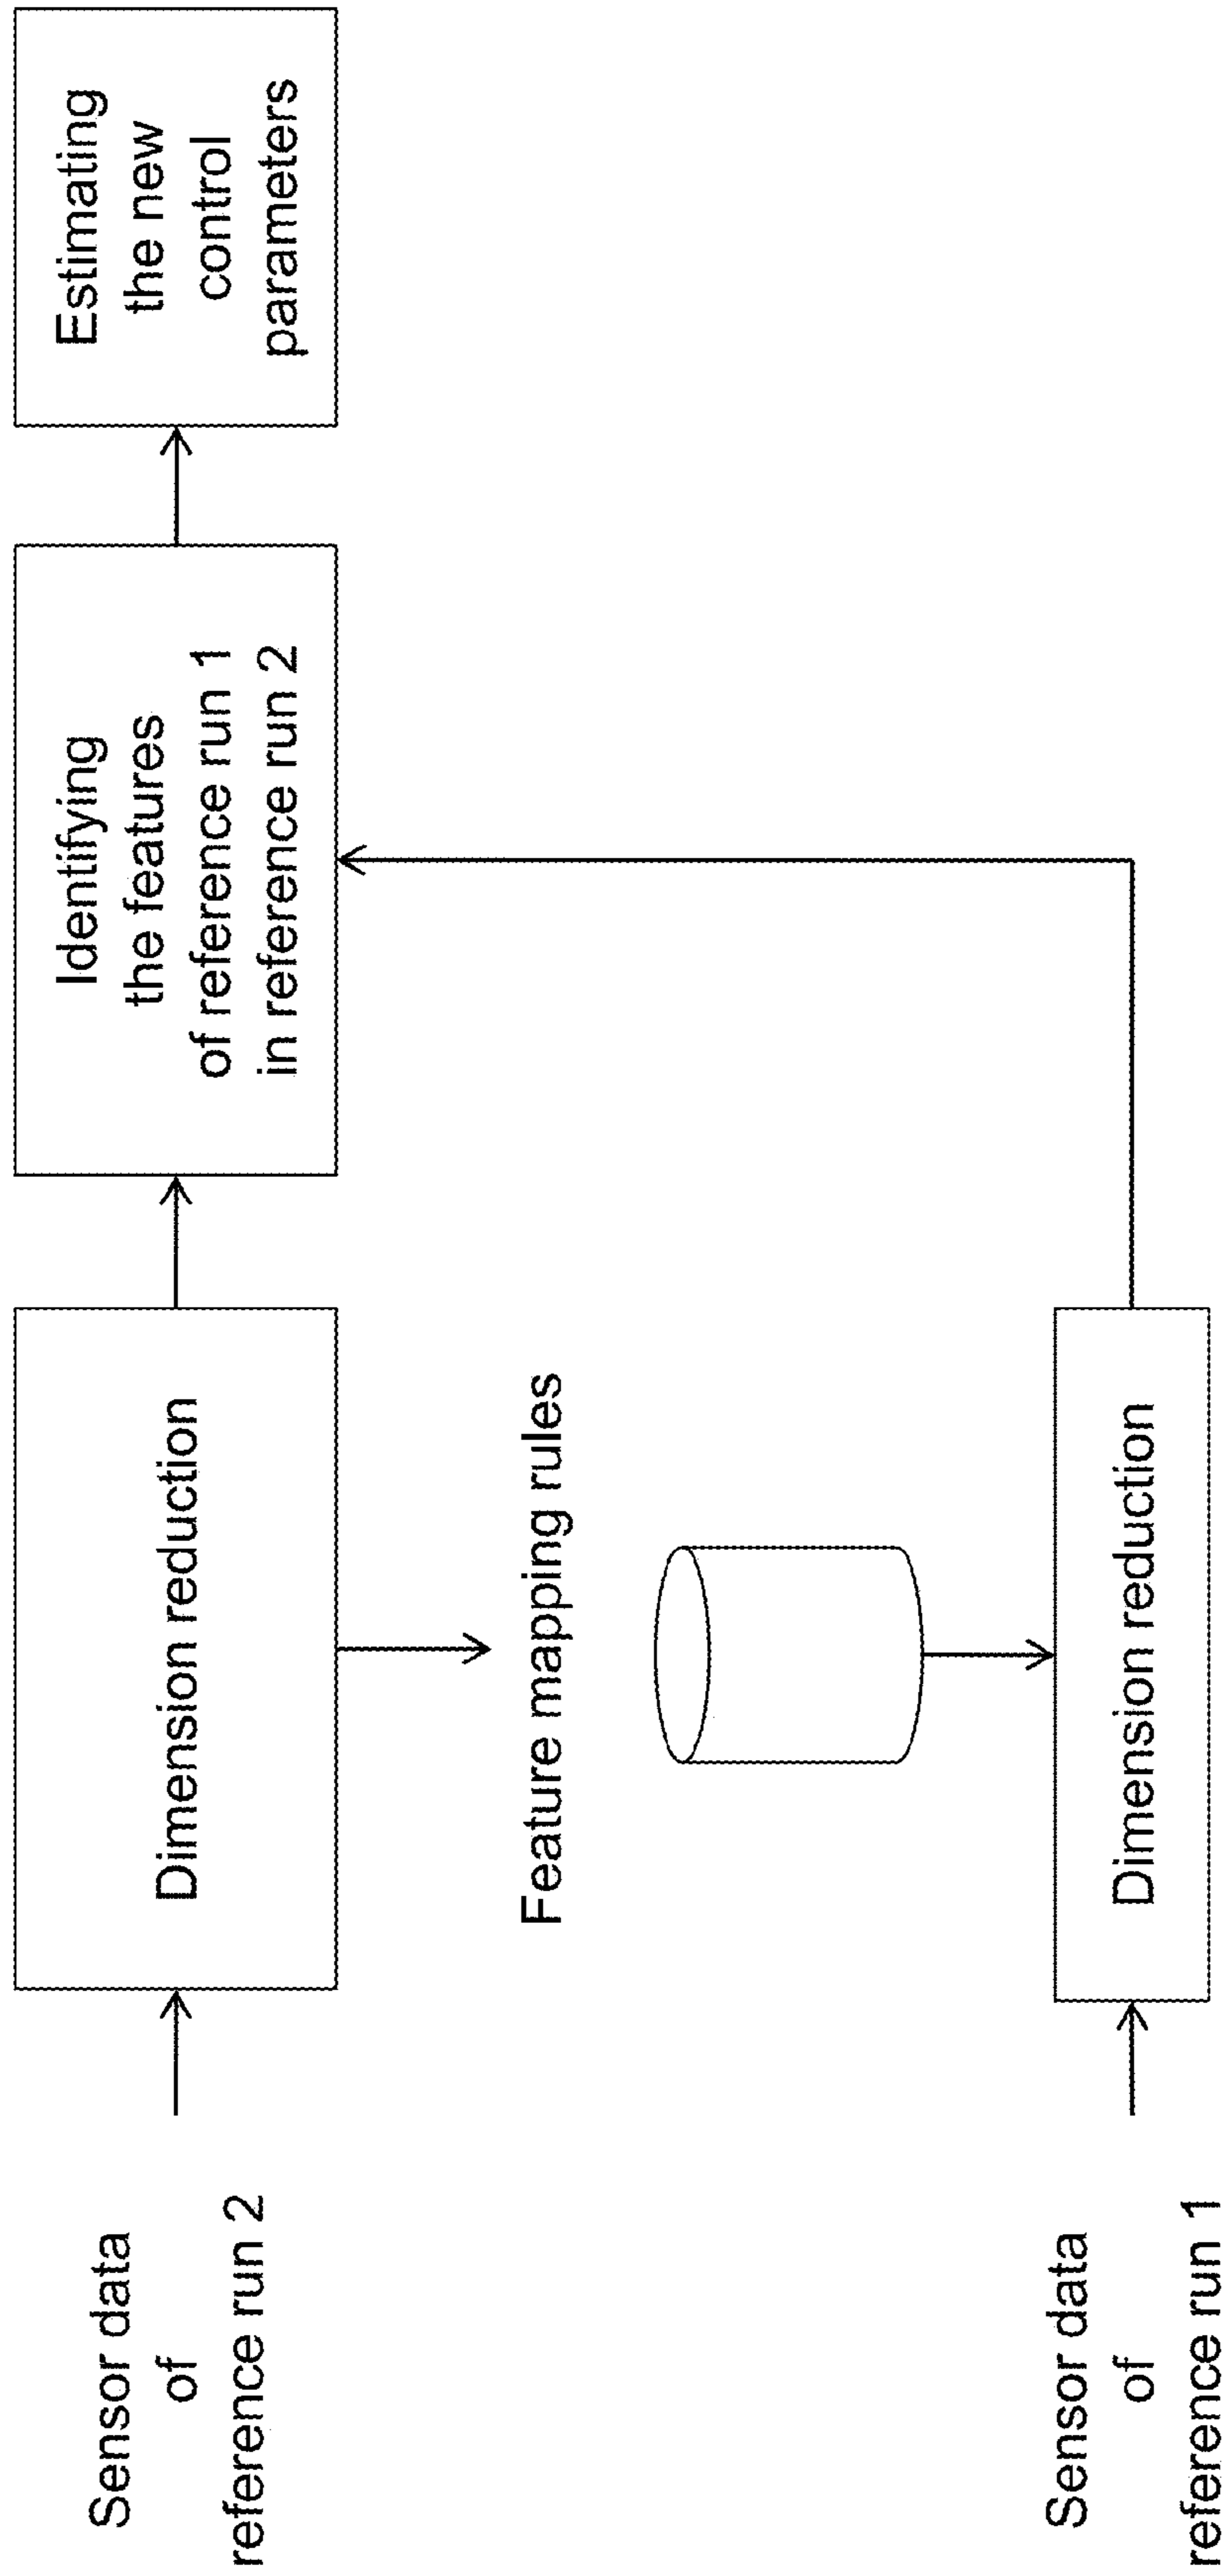 Sensor data
of
reference run 2
Dimension reduction
Identifying
the features
of reference run 1
in reference run 2
Estimating
the new
control
parameters
Feature mapping rules
Sensor data
of
reference run 1
Dimension reduction